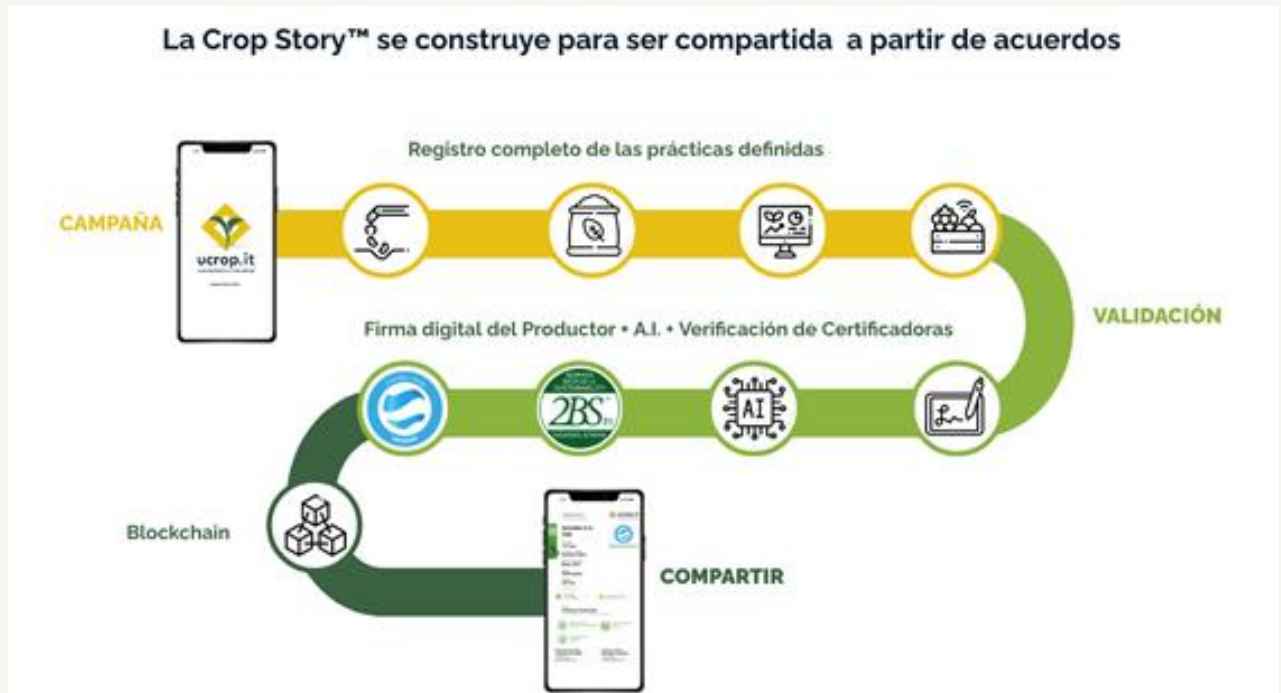 La Crop Story™ se construye para ser compartida a partir de acuerdos
Registro completo de las prácticas definidas
CAMPAÑA
ucrop.it
VALIDACIÓN
Firma digital del Productor + A.I. + Verificación de Certificadoras
2BS
AI
Blockchain
COMPARTIR